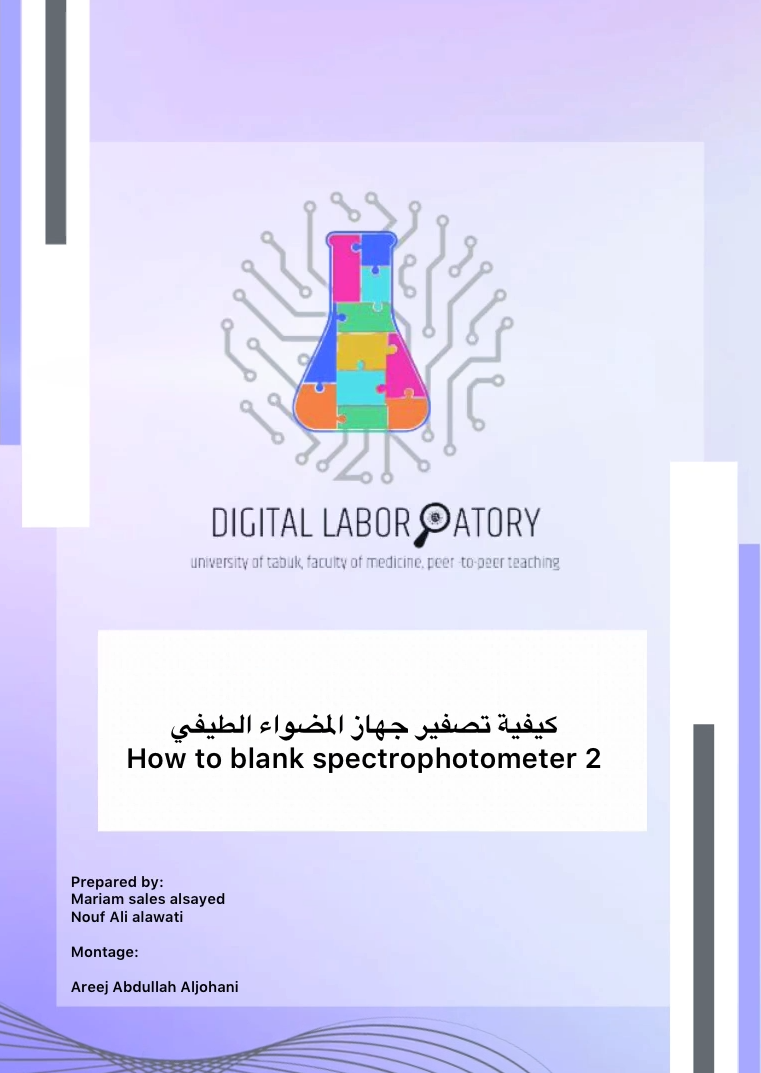 DIGITAL LABORATORY
university of tabuk, faculty of medicine, peer -to-peer teaching
كيفية تصفير جهاز المضواء الطيفي
How to blank spectrophotometer 2
Prepared by:
Mariam sales alsayed
Nouf Ali alawati
Montage:
Areej Abdullah Aljohani